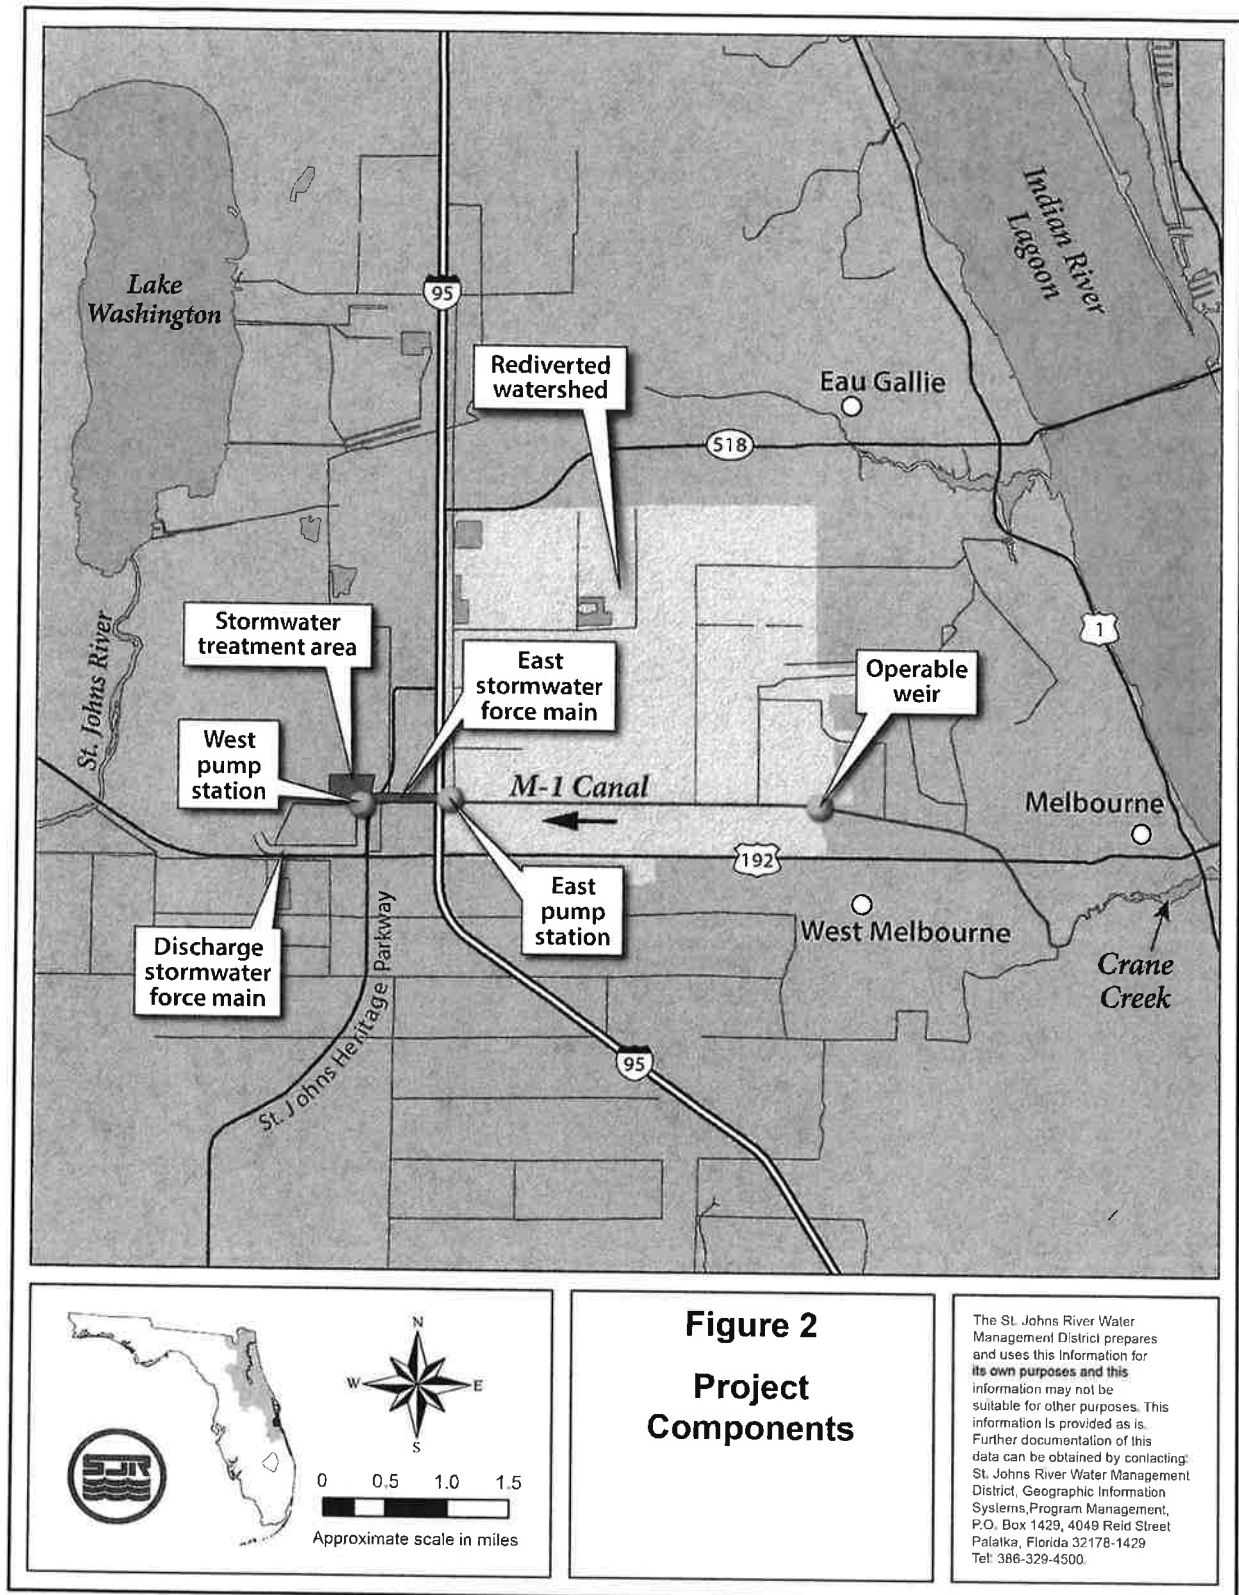 Lake
Washington
95
Indian River
Lagoon
Rediverted
watershed
Eau Gallie
518
St. Johns River
Stormwater
treatment area
East
stormwater
force main
Operable
weir
1
West
pump
station
M-1 Canal
Melbourne
192
East
pump
station
West Melbourne
Discharge
stormwater
force main
St. Johns Heritage Parkway
Crane
Creek
95
N
W
E
S
SJR
0 0.5 1.0 1.5
Approximate scale in miles
Figure 2
Project
Components
The St. Johns River Water
Management District prepares
and uses this information for
its own purposes and this
information may not be
suitable for other purposes. This
information is provided as is.
Further documentation of this
data can be obtained by contacting:
St. Johns River Water Management
District, Geographic Information
Systems,Program Management,
P.O. Box 1429, 4049 Reid Street
Palatka, Florida 32178-1429
Tel: 386-329-4500.